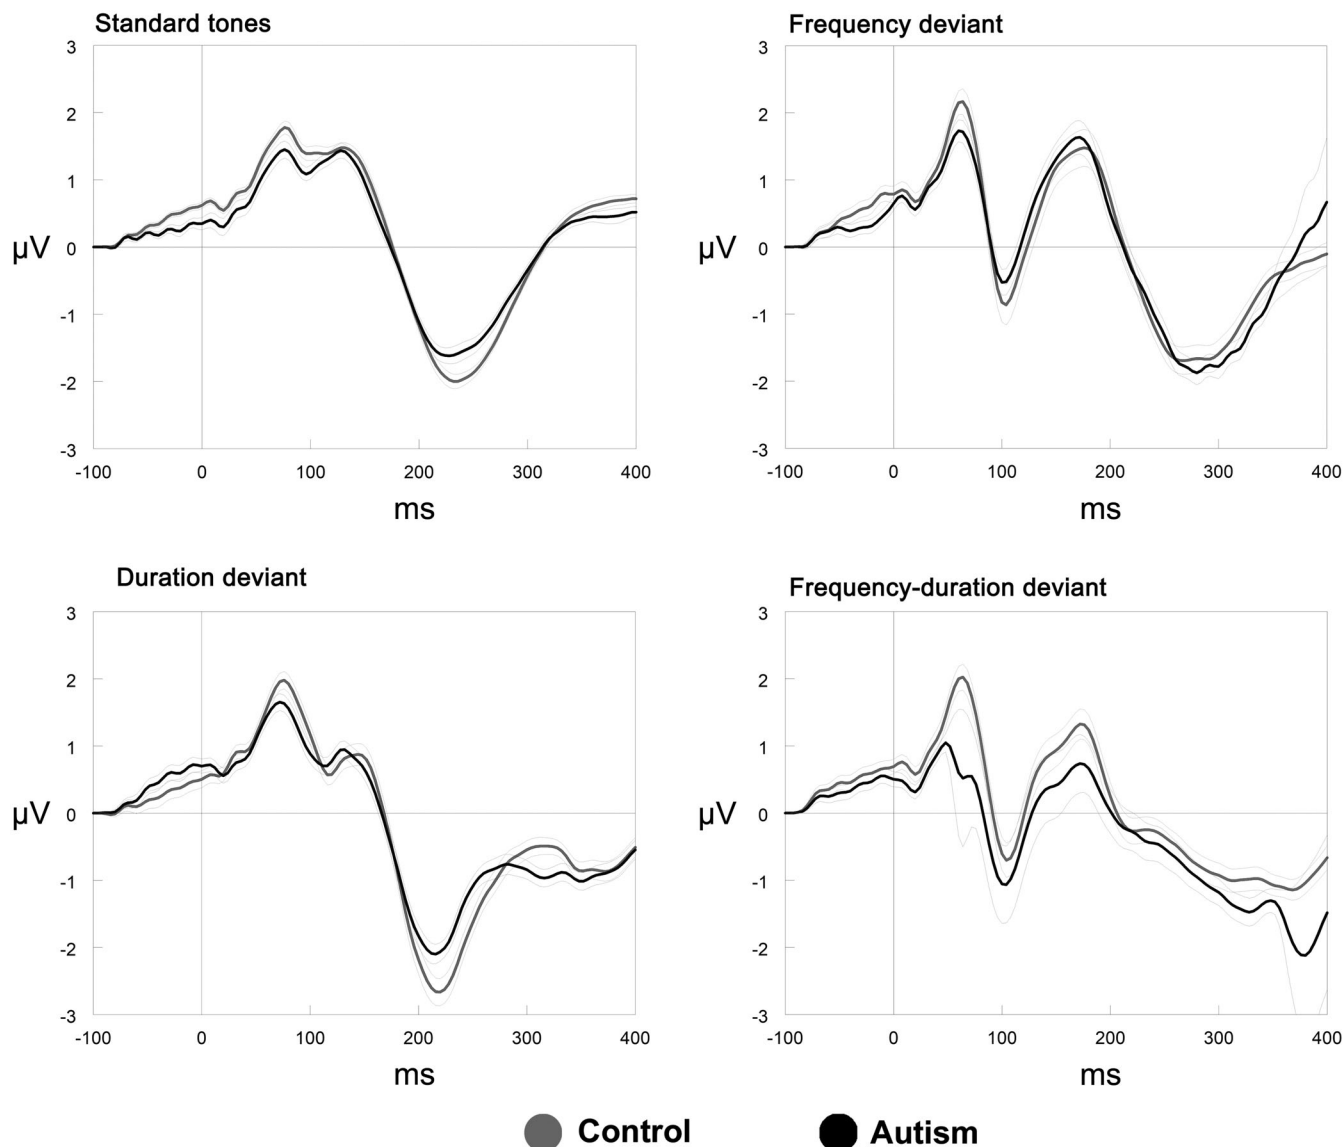 Standard tones
3
2
1
0
-1
-2
-3
µV
-100 0 100 200 300 400
ms
Frequency deviant
3
2
1
0
-1
-2
-3
µV
-100 0 100 200 300 400
ms
Duration deviant
3
2
1
0
-1
-2
-3
µV
-100 0 100 200 300 400
ms
Frequency-duration deviant
3
2
1
0
-1
-2
-3
µV
-100 0 100 200 300 400
ms
Control Autism